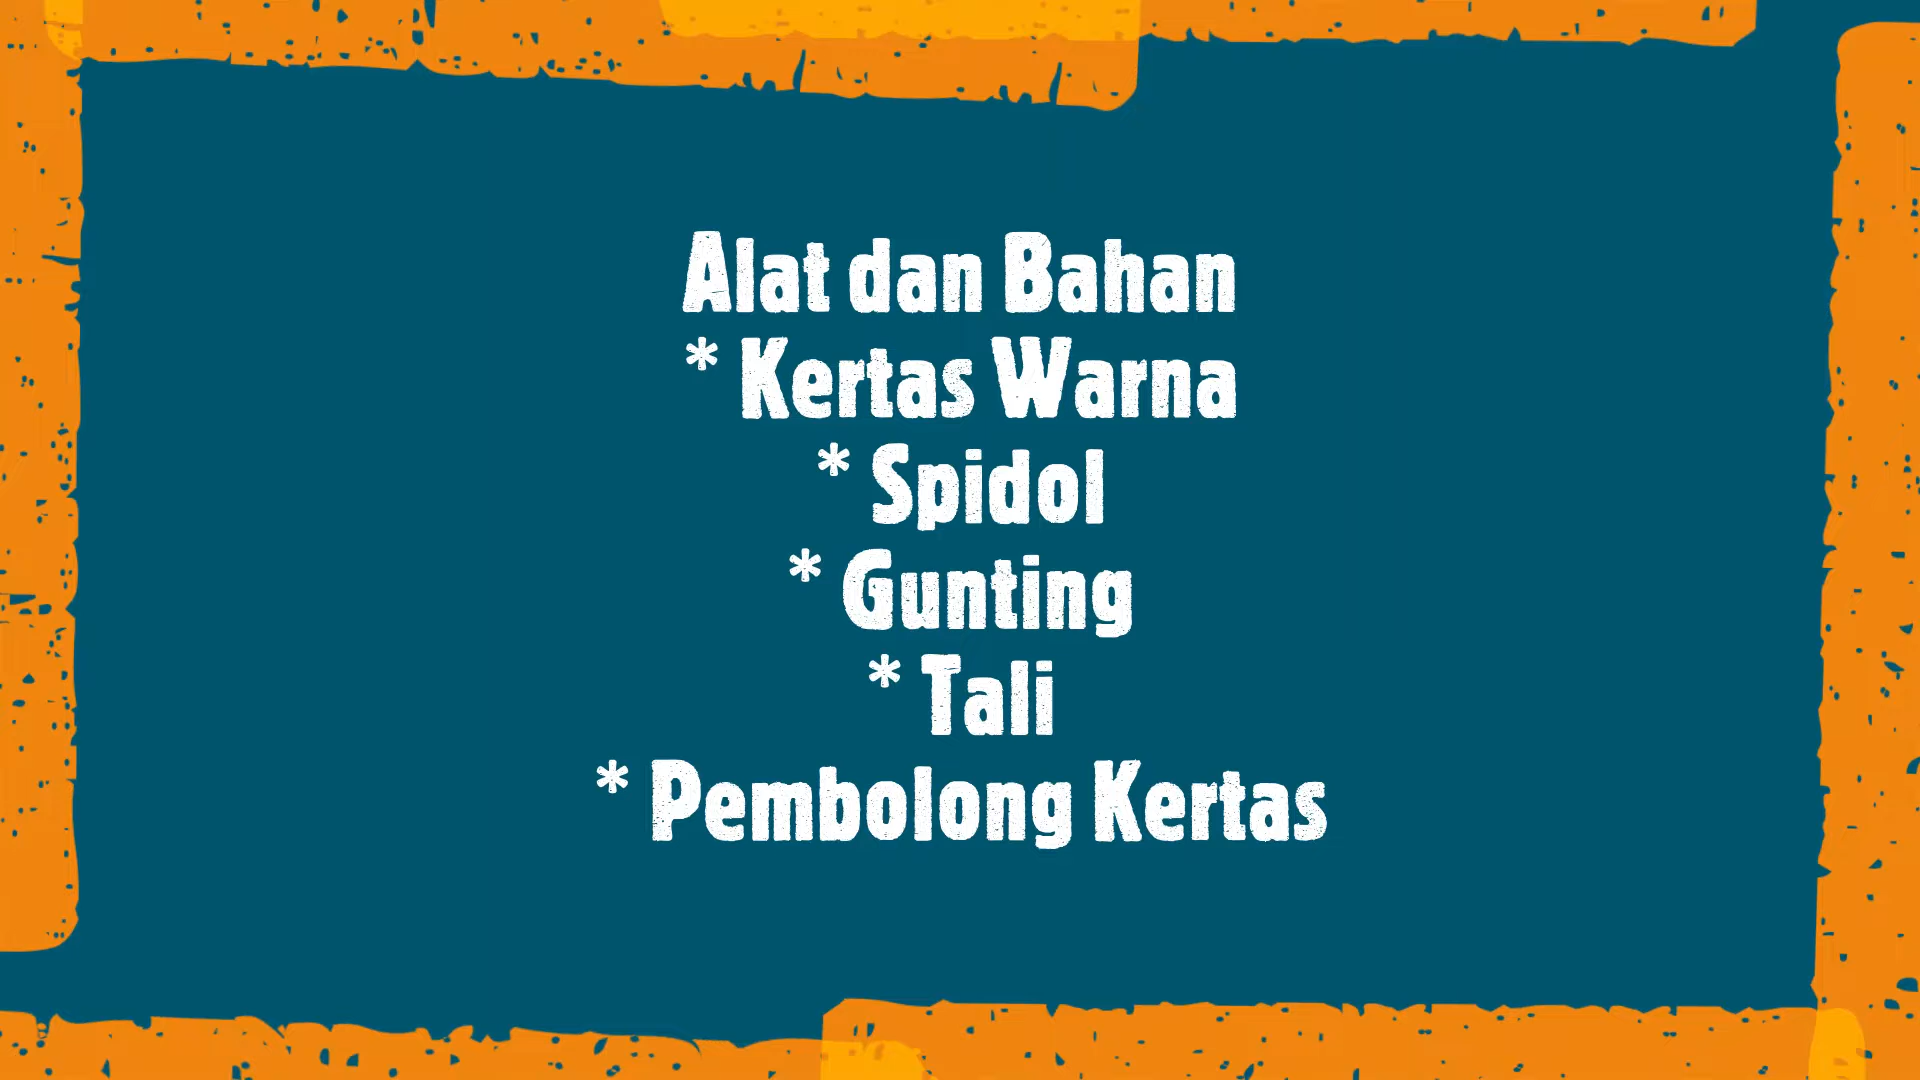 Alat dan Bahan
* Kertas Warna
* Spidol
* Gunting
* Tali
* Pembolong Kertas